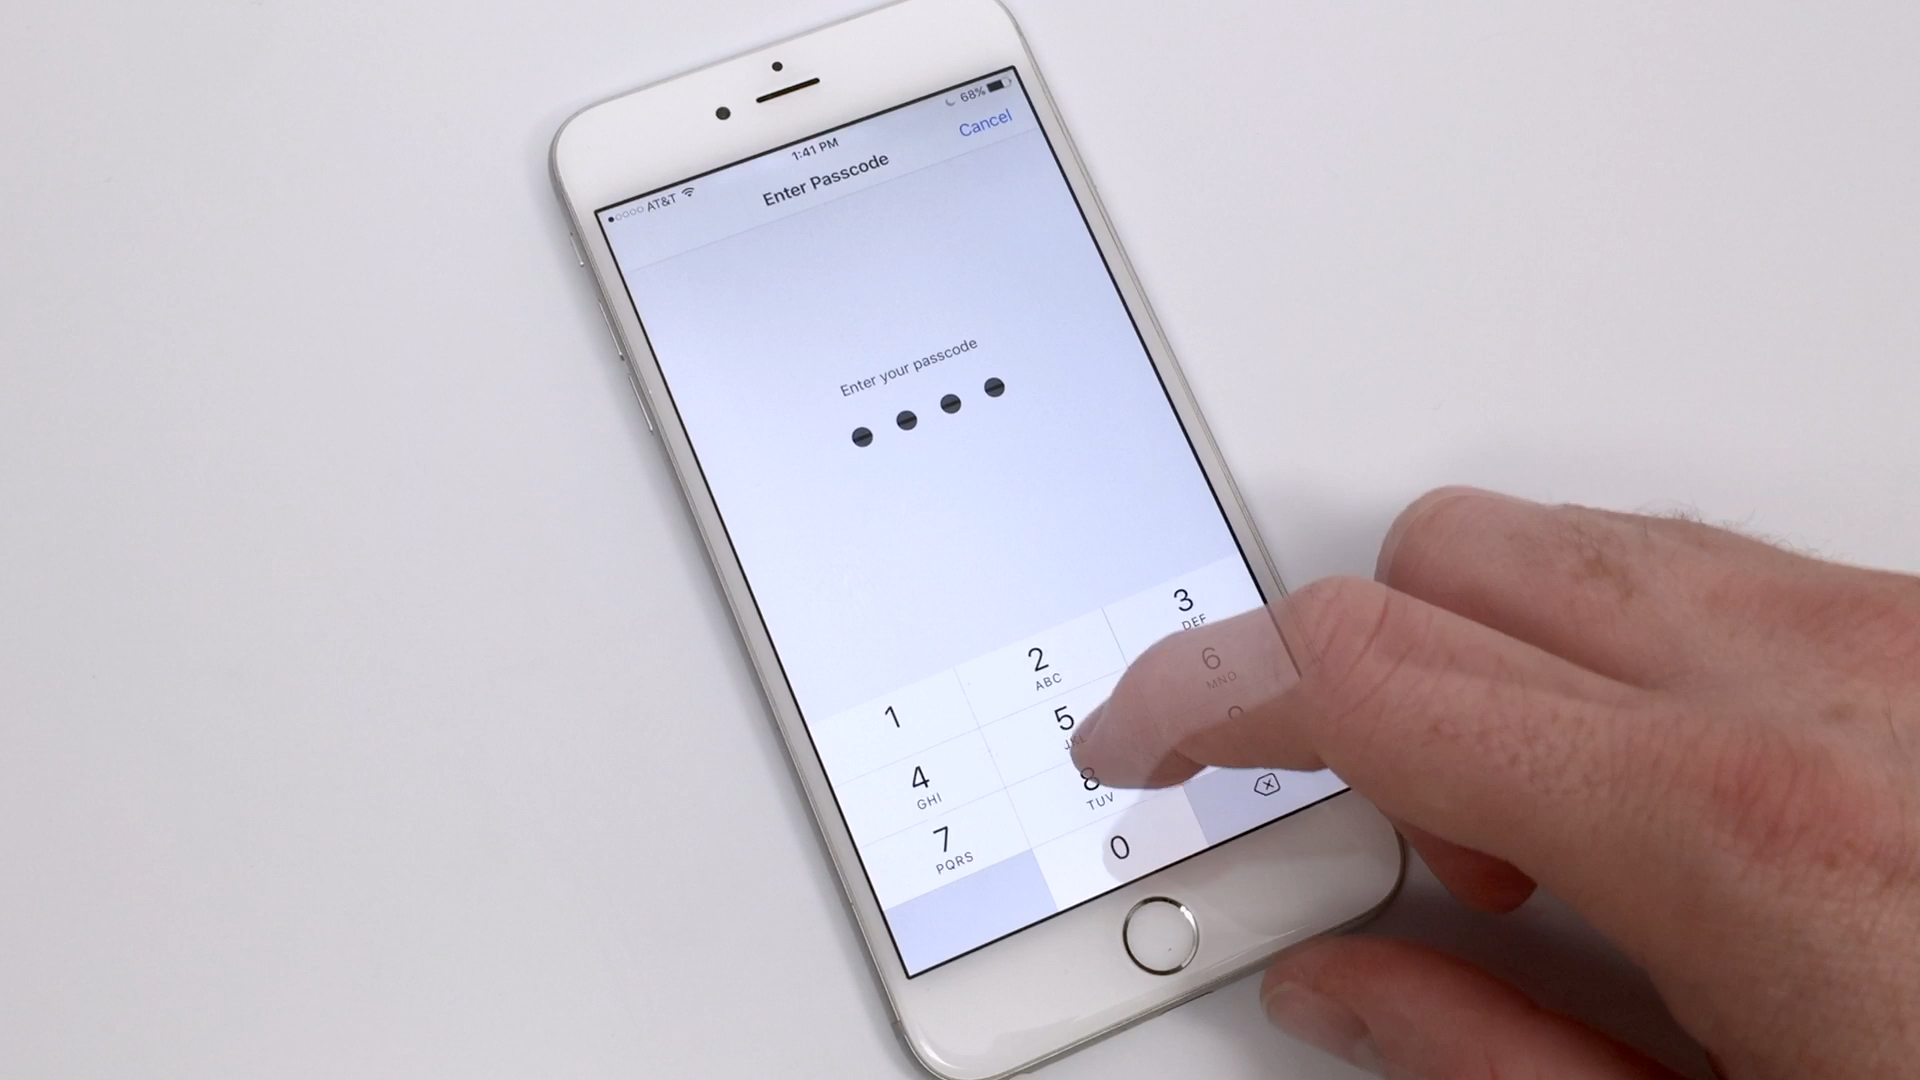 AT&T
1:41 PM
68%
Enter Passcode
Cancel
Enter your passcode
1
2
ABC
3
DEF
4
GHI
5
JKL
6
MNO
7
PQRS
8
TUV
0